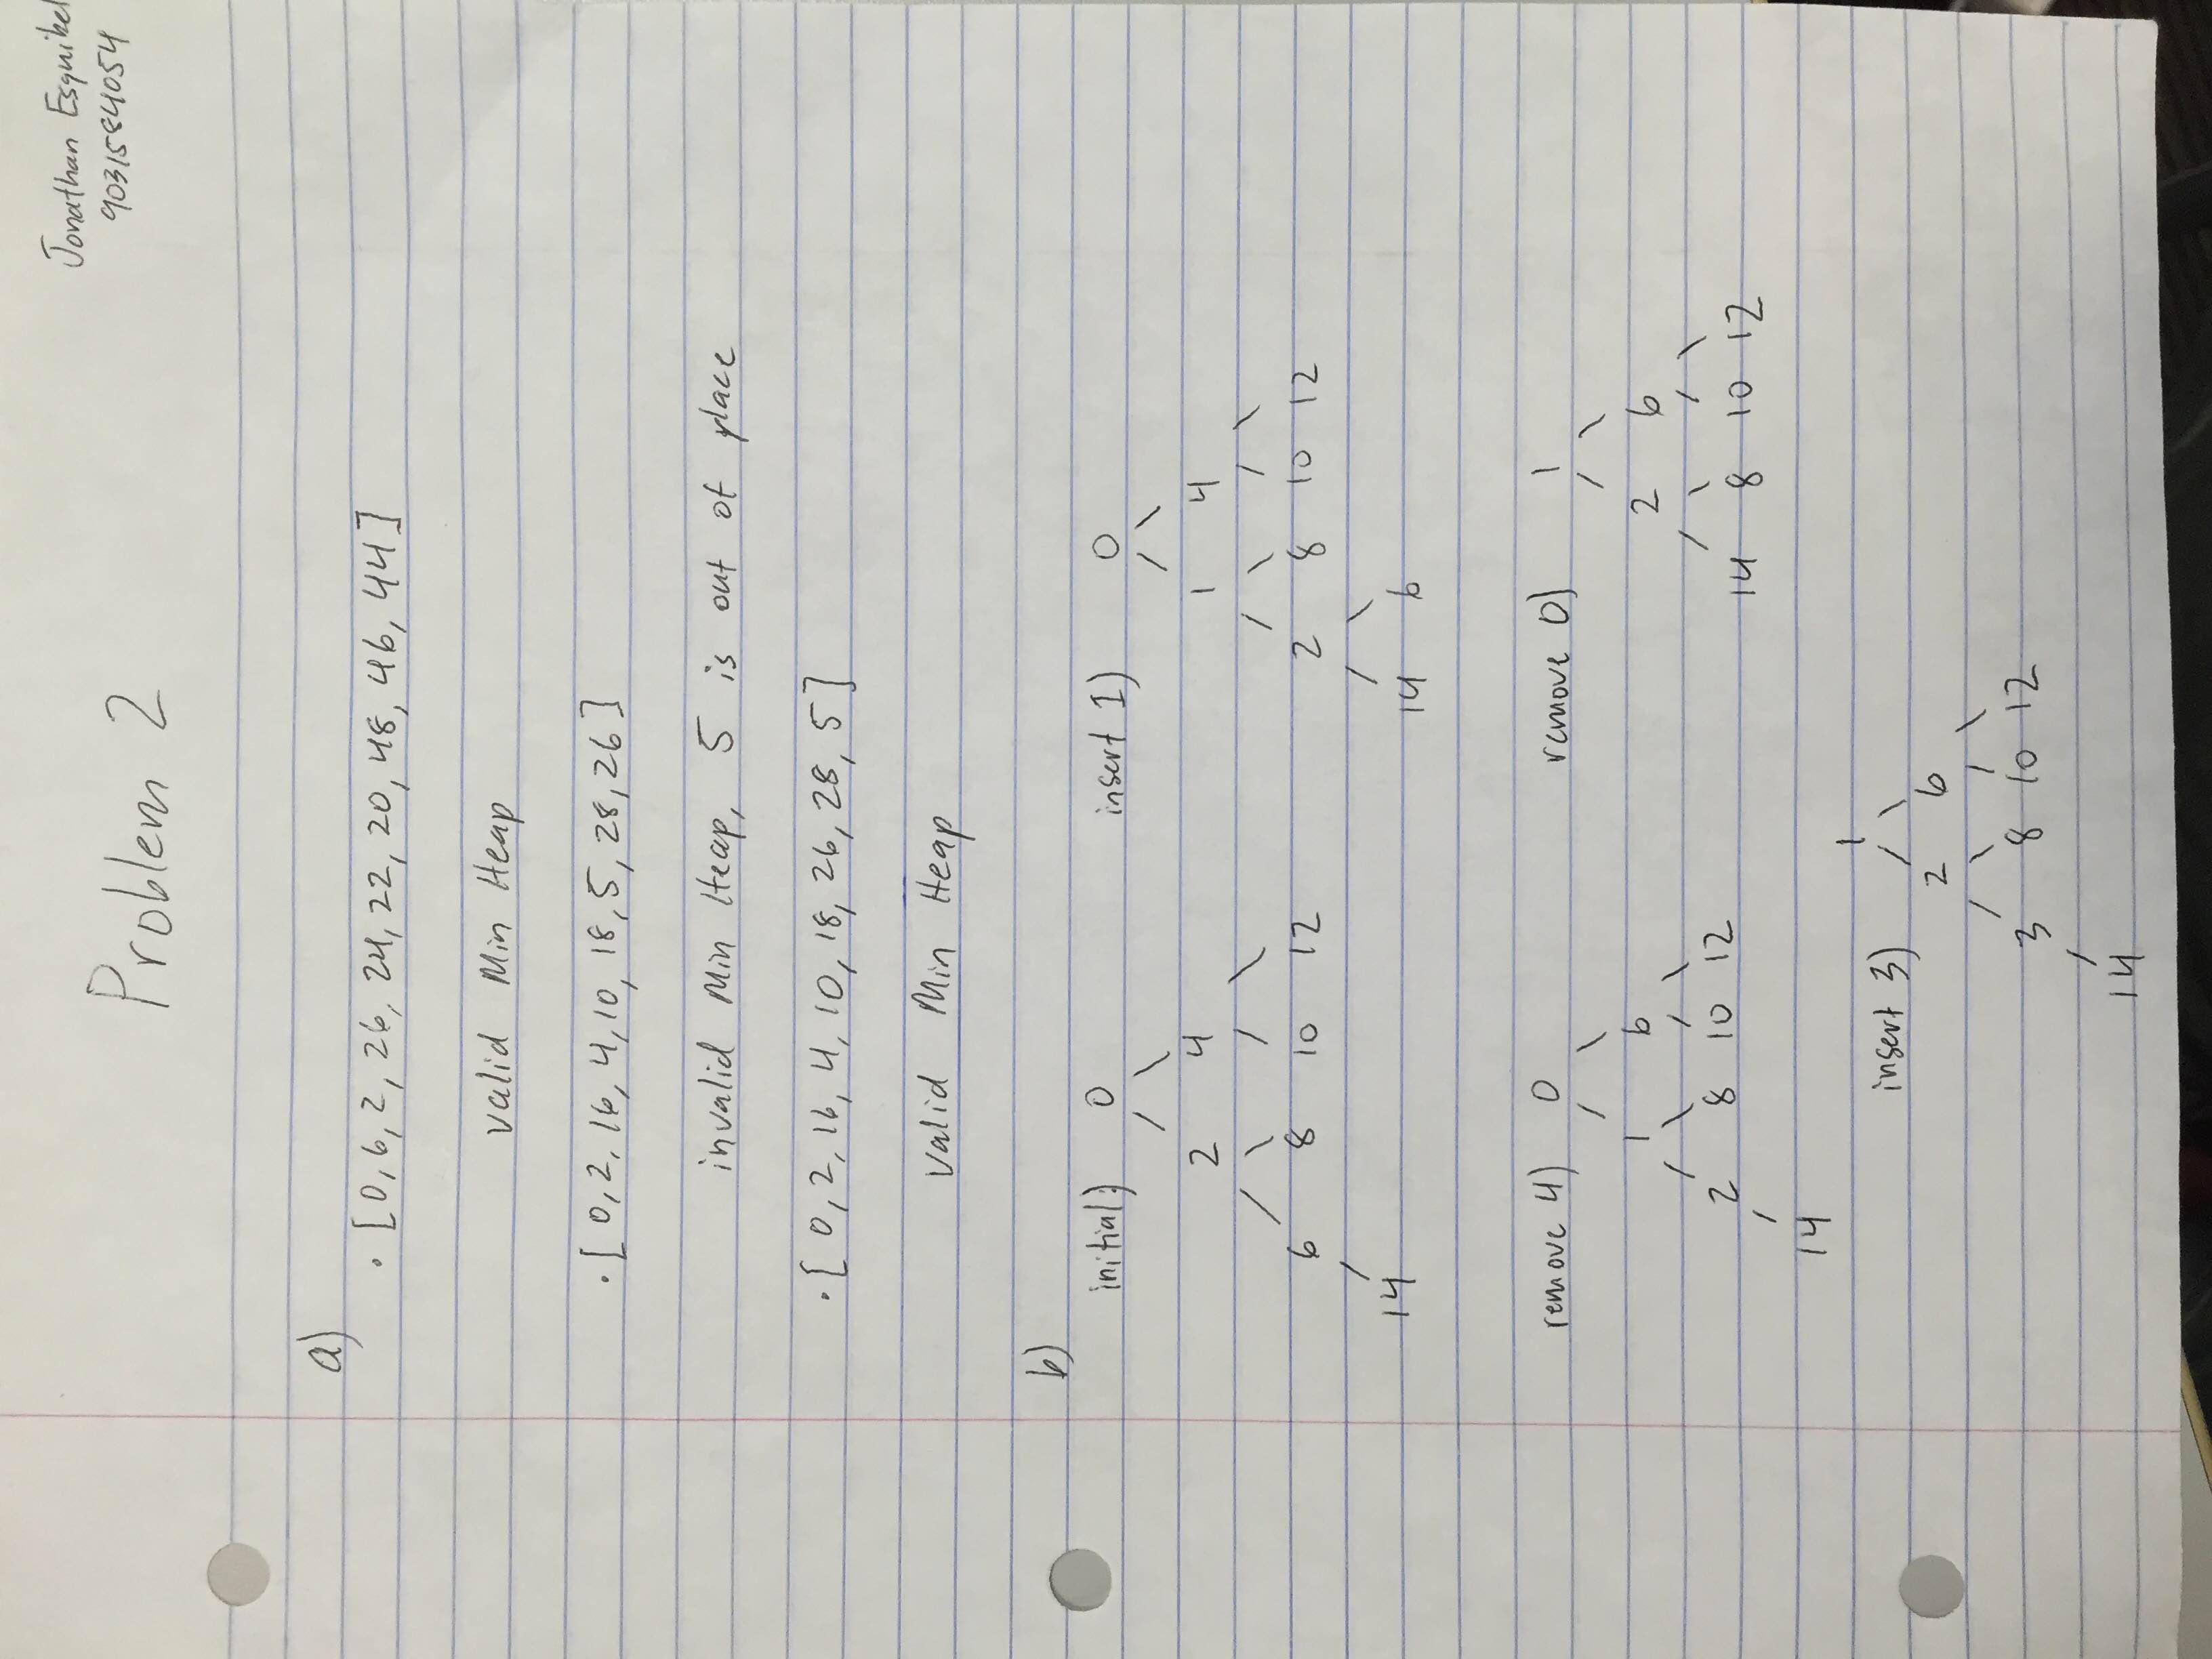 Jonathan Esquibel
9031584054
Problem 2
a)
· [0, 6, 2, 26, 24, 22, 20, 48, 46, 44]
valid Min Heap
· [0, 2, 16, 4, 10, 18, 5, 28, 26]
invalid Min Heap, 5 is out of place
· [0, 2, 16, 4, 10, 18, 26, 28, 5]
valid Min Heap
b)
initial:) 0
2 4
6 8 10 12
14
insert 1) 0
1 4
2 8 10 12
14 6
remove 4) 0
1 6
2 8 10 12
14
remove 0) 1
2 6
14 8 10 12
insert 3) 1
2 6
3 8 10 12
14